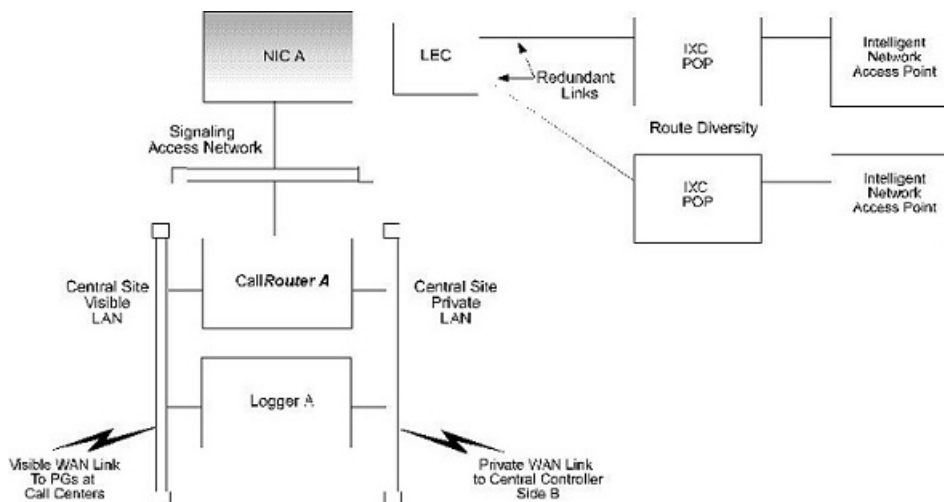 NIC A
LEC
Redundant
Links
IXC
POP
Intelligent
Network
Access Point
Route Diversity
IXC
POP
Intelligent
Network
Access Point
Signaling
Access Network
Central Site
Visible
LAN
CallRouter A
Central Site
Private
LAN
Logger A
Visible WAN Link
To PGs at
Call Centers
Private WAN Link
to Central Controller
Side B